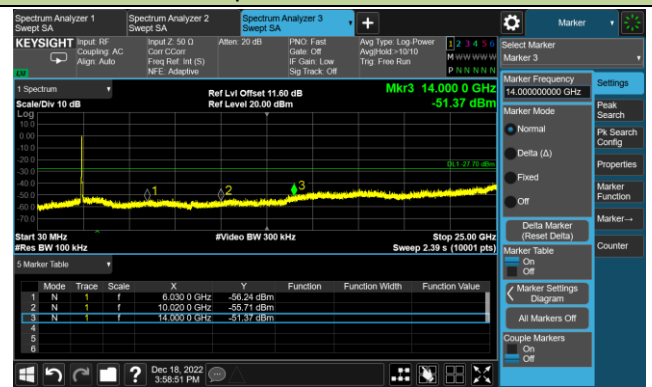 Spectrum Analyzer 1
Swept SA
Spectrum Analyzer 2
Swept SA
Spectrum Analyzer 3
Swept SA
Marker
KEYSIGHT
Input: RF
Coupling: AC
Align: Auto
Input Z: 50 Ω
Corr CCorr
Freq Ref: Int (S)
NFE: Adaptive
Atten: 20 dB
PNO: Fast
Gate: Off
IF Gain: Low
Sig Track: Off
Avg Type: Log-Power
Avg|Hold:>10/10
Trig: Free Run
1 2 3 4 5 6
M W W W W W
P N N N N N
LXI
Select Marker
Marker 3
1 Spectrum
Scale/Div 10 dB
Ref Lvl Offset 11.60 dB
Ref Level 20.00 dBm
Mkr3 14.000 0 GHz
-51.37 dBm
Log
10.0
0.00
-10.0
-20.0
-30.0
-40.0
-50.0
-60.0
-70.0
DL1 -27.70 dBm
1
2
3
Start 30 MHz
#Res BW 100 kHz
#Video BW 300 kHz
Stop 25.00 GHz
Sweep 2.39 s (10001 pts)
5 Marker Table
Mode Trace Scale X Y Function Function Width Function Value
1 N 1 f 6.030 0 GHz -56.24 dBm
2 N 1 f 10.020 0 GHz -55.71 dBm
3 N 1 f 14.000 0 GHz -51.37 dBm
4
5
6
Marker Frequency
14.000000000 GHz
Marker Mode
Normal
Delta (Δ)
Fixed
Off
Delta Marker
(Reset Delta)
Marker Table
On
Off
Marker Settings
Diagram
All Markers Off
Couple Markers
On
Off
Settings
Peak
Search
Pk Search
Config
Properties
Marker
Function
Marker→
Counter
Dec 18, 2022
3:58:51 PM